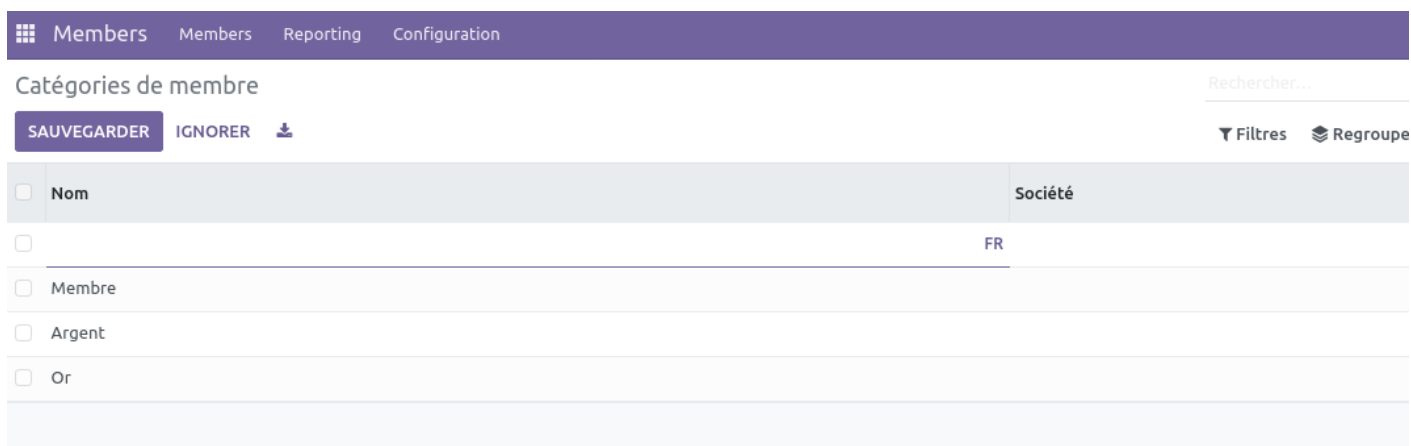 Members Members Reporting Configuration
Catégories de membre
Rechercher...
SAUVEGARDER IGNORER
Filtres Regroupe
Nom Société
FR
Membre
Argent
Or